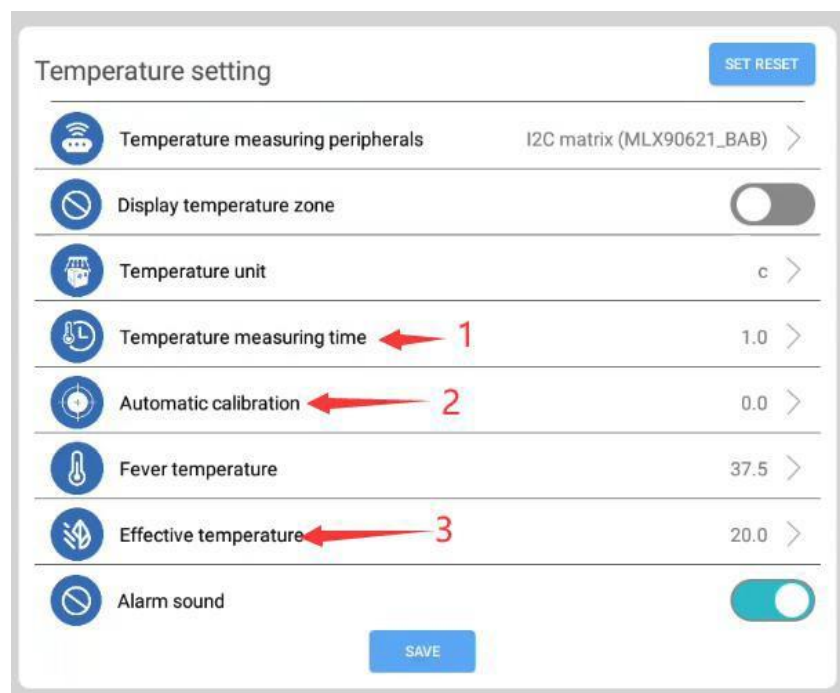 Temperature setting
SET RESET
Temperature measuring peripherals I2C matrix (MLX90621_BAB)
Display temperature zone
Temperature unit c
Temperature measuring time 1 1.0
Automatic calibration 2 0.0
Fever temperature 37.5
Effective temperature 3 20.0
Alarm sound
SAVE